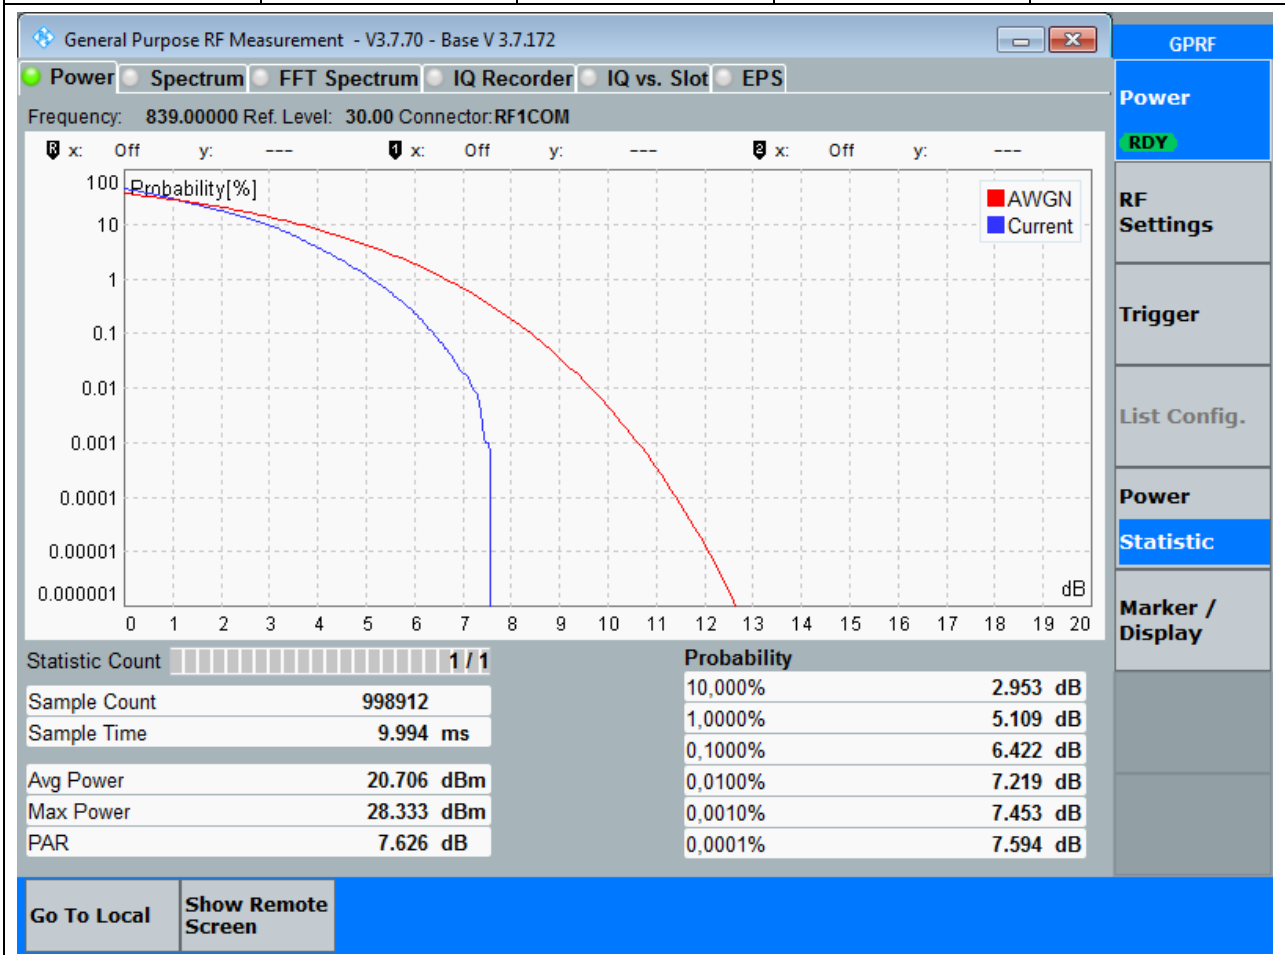 General Purpose RF Measurement - V3.7.70 - Base V 3.7.172
GPRF
Power Spectrum FFT Spectrum IQ Recorder IQ vs. Slot EPS
Power
RDY
Frequency: 839.00000 Ref. Level: 30.00 Connector: RF1COM
R x: Off y: --- 1 x: Off y: --- 2 x: Off y: ---
Probability[%]
100
10
1
0.1
0.01
0.001
0.0001
0.00001
0.000001
AWGN
Current
dB
0 1 2 3 4 5 6 7 8 9 10 11 12 13 14 15 16 17 18 19 20
RF
Settings
Trigger
List Config.
Power
Statistic
Marker /
Display
Statistic Count 1 / 1
Sample Count 998912
Sample Time 9.994 ms
Avg Power 20.706 dBm
Max Power 28.333 dBm
PAR 7.626 dB
Probability
10,000% 2.953 dB
1,0000% 5.109 dB
0,1000% 6.422 dB
0,0100% 7.219 dB
0,0010% 7.453 dB
0,0001% 7.594 dB
Go To Local
Show Remote
Screen